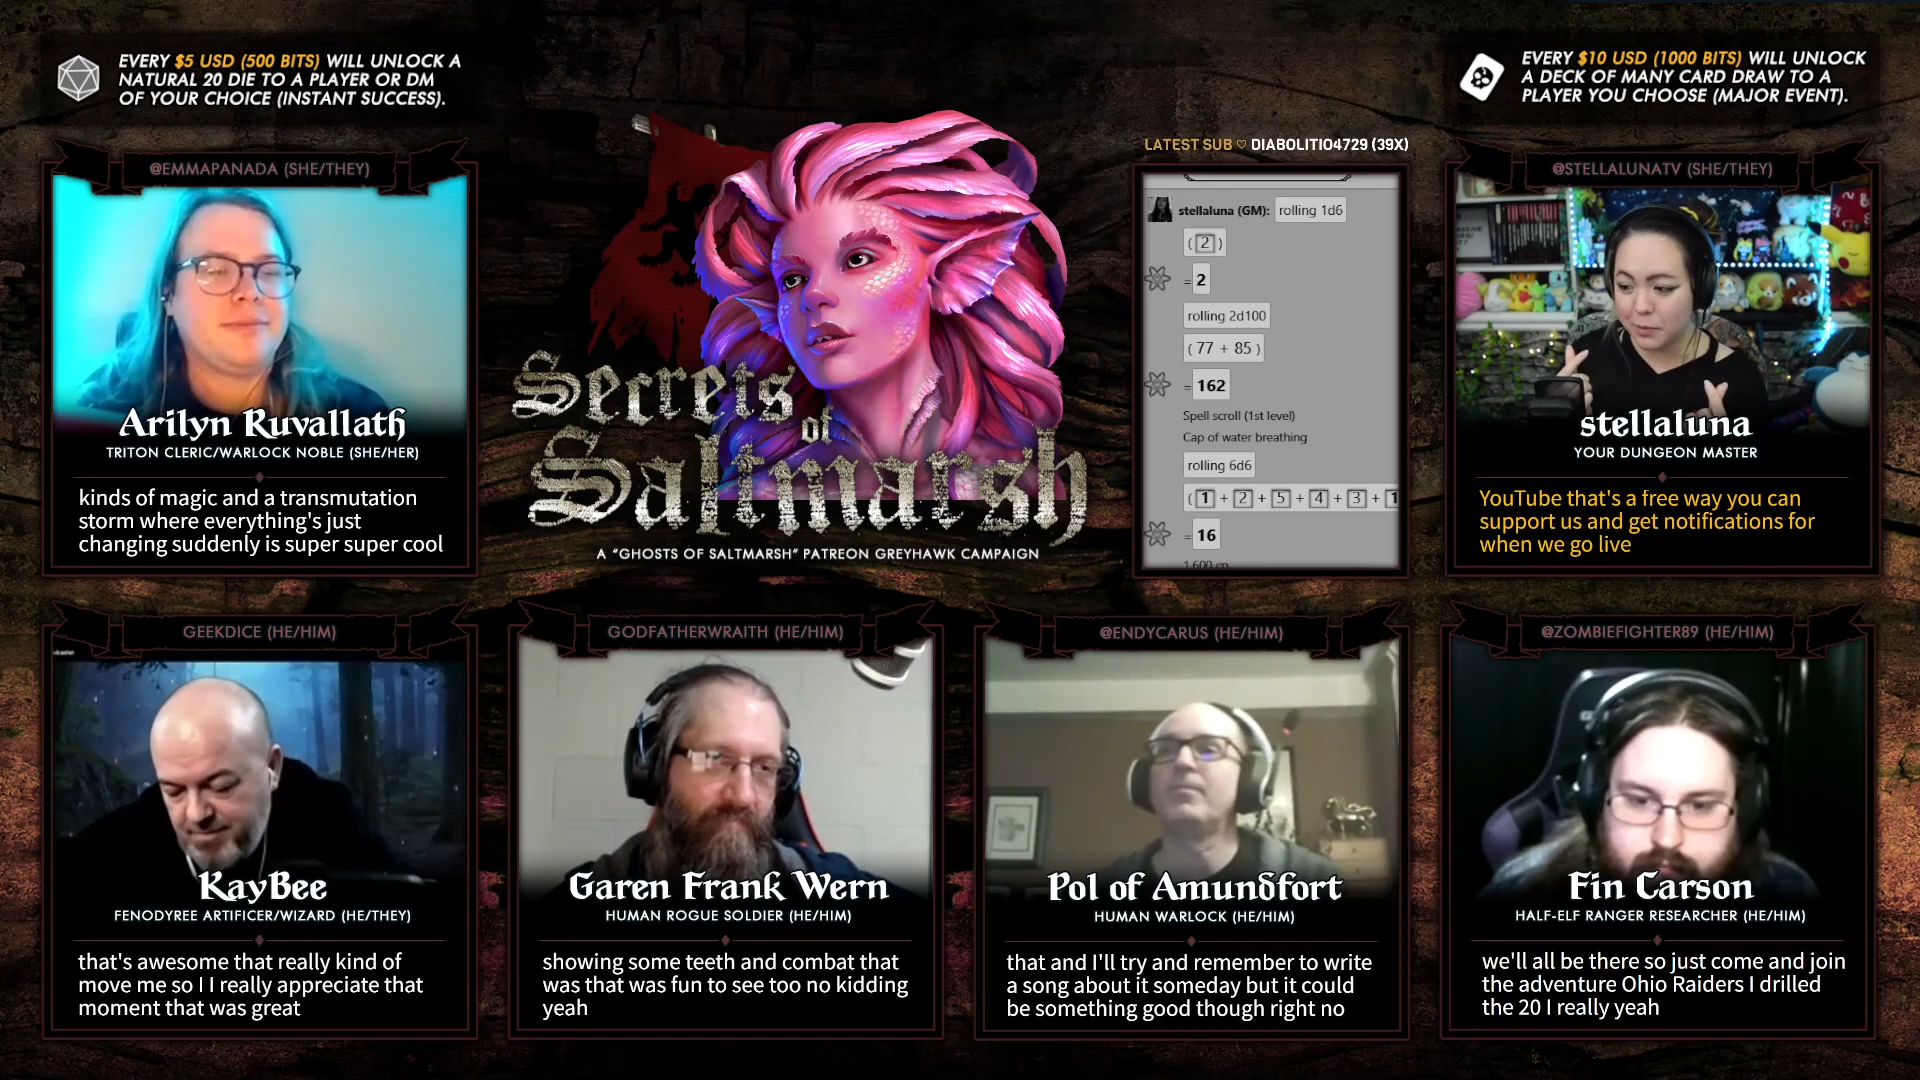 EVERY $5 USD (500 BITS) WILL UNLOCK A
NATURAL 20 DIE TO A PLAYER OR DM
OF YOUR CHOICE (INSTANT SUCCESS).
EVERY $10 USD (1000 BITS) WILL UNLOCK
A DECK OF MANY CARD DRAW TO A
PLAYER YOU CHOOSE (MAJOR EVENT).
@EMMAPANADA (SHE/THEY)
Arilyn Ruvallath
TRITON CLERIC/WARLOCK NOBLE (SHE/HER)
kinds of magic and a transmutation
storm where everything's just
changing suddenly is super super cool
Secrets
of
Saltmarsh
A "GHOSTS OF SALTMARSH" PATREON GREYHAWK CAMPAIGN
LATEST SUB ♡ DIABOLITIO4729 (39X)
stellaluna (GM): rolling 1d6
( 2 )
= 2
rolling 2d100
( 77 + 85 )
= 162
Spell scroll (1st level)
Cap of water breathing
rolling 6d6
( 1 + 2 + 5 + 4 + 3 + 1
= 16
1,600 cp
@STELLALUNATV (SHE/THEY)
stellaluna
YOUR DUNGEON MASTER
YouTube that's a free way you can
support us and get notifications for
when we go live
GEEKDICE (HE/HIM)
KayBee
FENODYREE ARTIFICER/WIZARD (HE/THEY)
that's awesome that really kind of
move me so I I really appreciate that
moment that was great
GODFATHERWRAITH (HE/HIM)
Garen Frank Wern
HUMAN ROGUE SOLDIER (HE/HIM)
showing some teeth and combat that
was that was fun to see too no kidding
yeah
@ENDYCARUS (HE/HIM)
Pol of Amundfort
HUMAN WARLOCK (HE/HIM)
that and I'll try and remember to write
a song about it someday but it could
be something good though right no
@ZOMBIEFIGHTER89 (HE/HIM)
Fin Carson
HALF-ELF RANGER RESEARCHER (HE/HIM)
we'll all be there so just come and join
the adventure Ohio Raiders I drilled
the 20 I really yeah